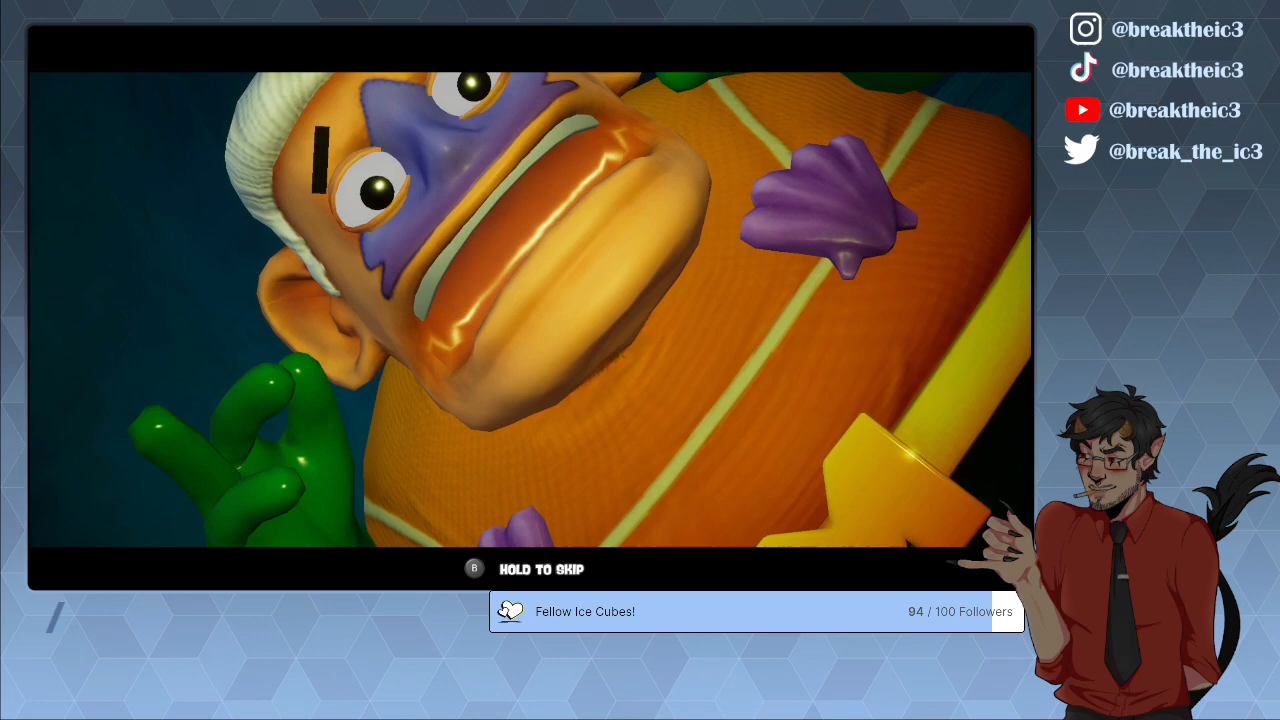 @breaktheic3
@breaktheic3
@breaktheic3
@break_the_ic3
B HOLD TO SKIP
Fellow Ice Cubes! 94 / 100 Followers
/